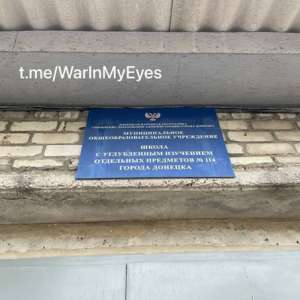 t.me/WarInMyEyes
МУНИЦИПАЛЬНОЕ
ОБЩЕОБРАЗОВАТЕЛЬНОЕ УЧРЕЖДЕНИЕ
ШКОЛА
С УГЛУБЛЕННЫМ ИЗУЧЕНИЕМ
ОТДЕЛЬНЫХ ПРЕДМЕТОВ № 114
ГОРОДА ДОНЕЦКА